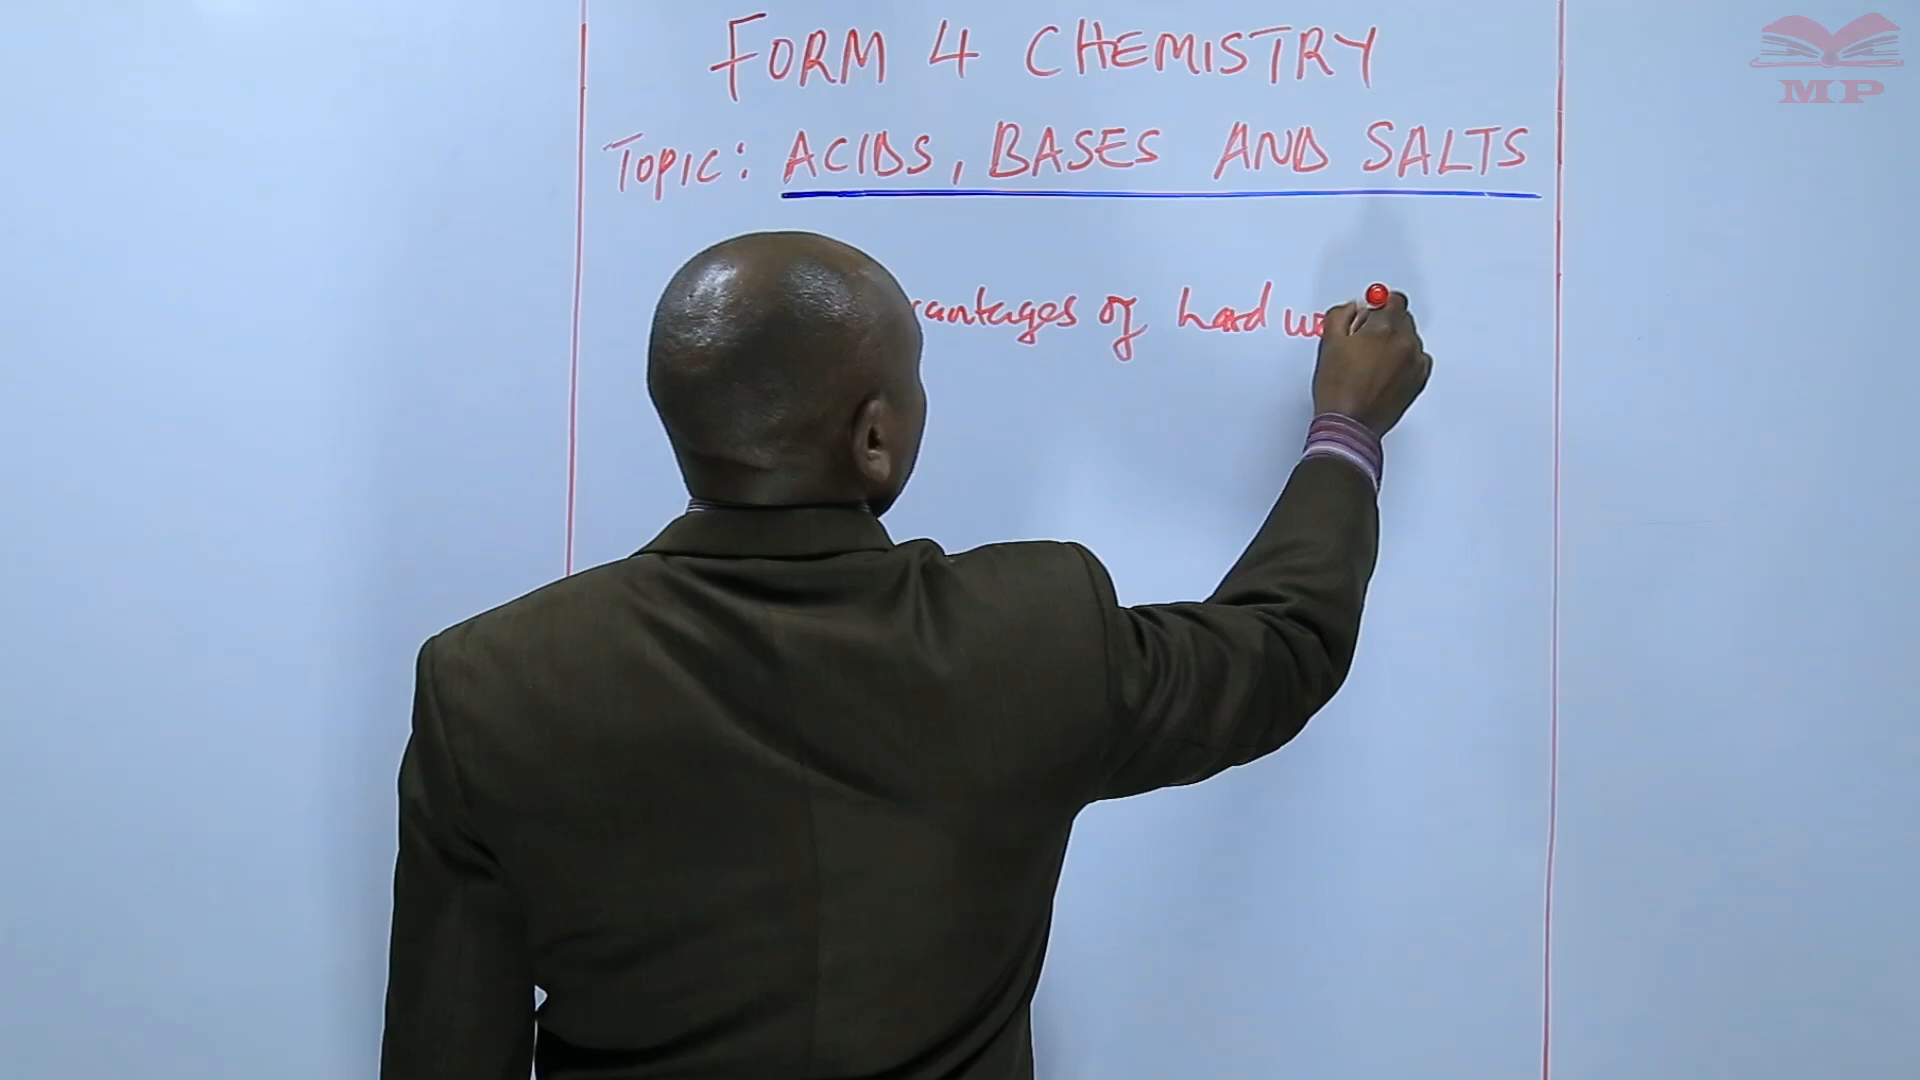 FORM 4 CHEMISTRY
TOPIC: ACIDS, BASES AND SALTS
of hard
MP